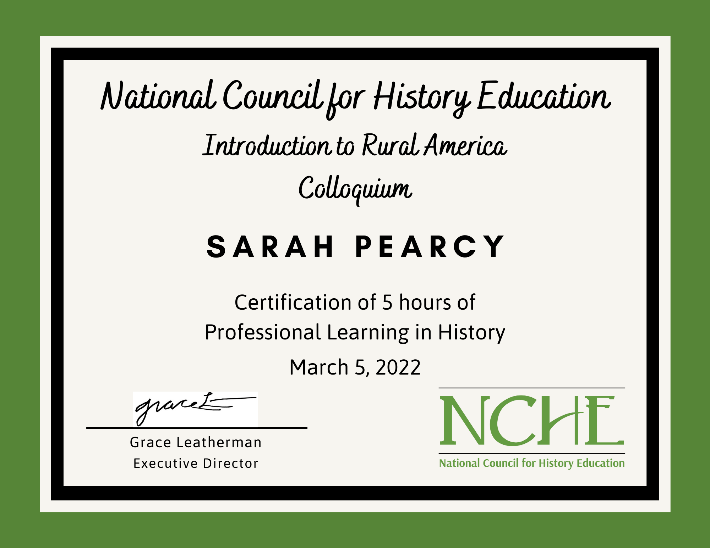 National Council for History Education
Introduction to Rural America
Colloquium
SARAH PEARCY
Certification of 5 hours of
Professional Learning in History
March 5, 2022
Grace Leatherman
Executive Director
NCHE
National Council for History Education